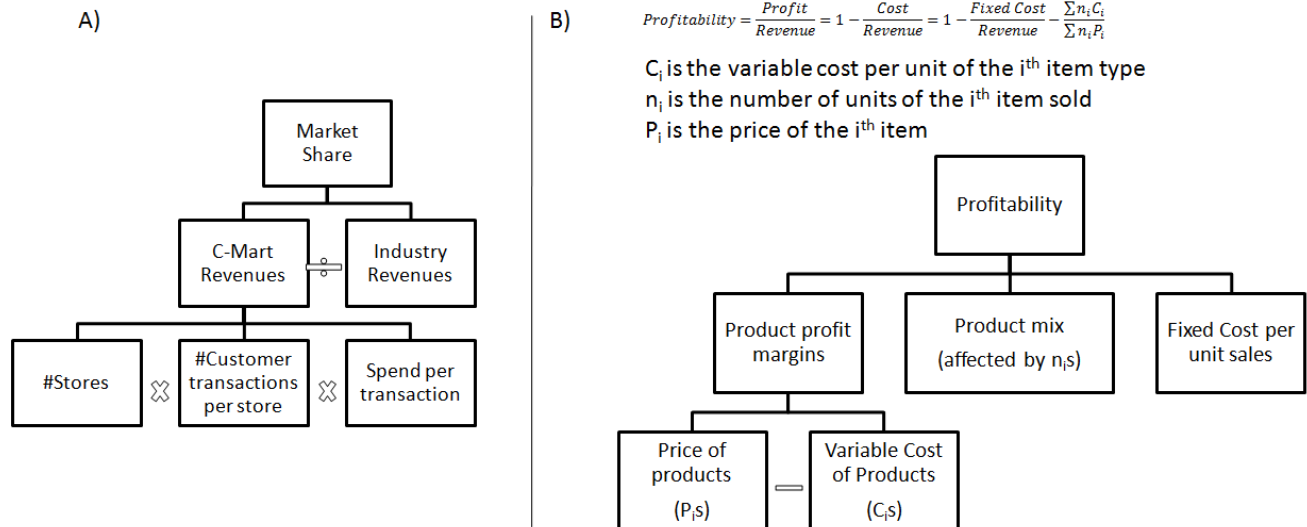 A)
Market
Share
C-Mart
Revenues
÷
Industry
Revenues
#Stores
×
#Customer
transactions
per store
×
Spend per
transaction
B)
Profitability = Profit/Revenue = 1 − Cost/Revenue = 1 − Fixed Cost/Revenue − ∑nᵢCᵢ/∑nᵢPᵢ
Cᵢ is the variable cost per unit of the iᵗʰ item type
nᵢ is the number of units of the iᵗʰ item sold
Pᵢ is the price of the iᵗʰ item
Profitability
Product profit
margins
Product mix
(affected by nᵢs)
Fixed Cost per
unit sales
Price of
products
(Pᵢs)
−
Variable Cost
of Products
(Cᵢs)